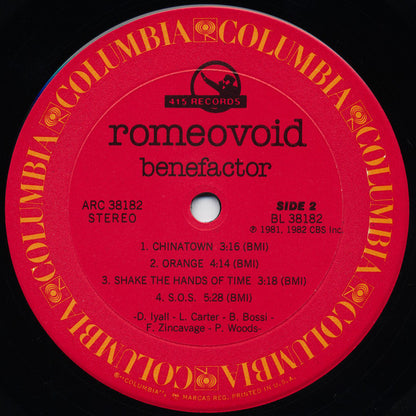 COLUMBIA COLUMBIA COLUMBIA COLUMBIA COLUMBIA COLUMBIA
415 RECORDS
romeovoid
benefactor
ARC 38182
STEREO
SIDE 2
BL 38182
℗ 1981, 1982 CBS Inc.
1. CHINATOWN 3:16 (BMI)
2. ORANGE 4:14 (BMI)
3. SHAKE THE HANDS OF TIME 3:18 (BMI)
4. S.O.S. 5:28 (BMI)
-D. Iyall - L. Carter - B. Bossi -
F. Zincavage - P. Woods-
®"COLUMBIA", MARCAS REG. PRINTED IN U.S.A.